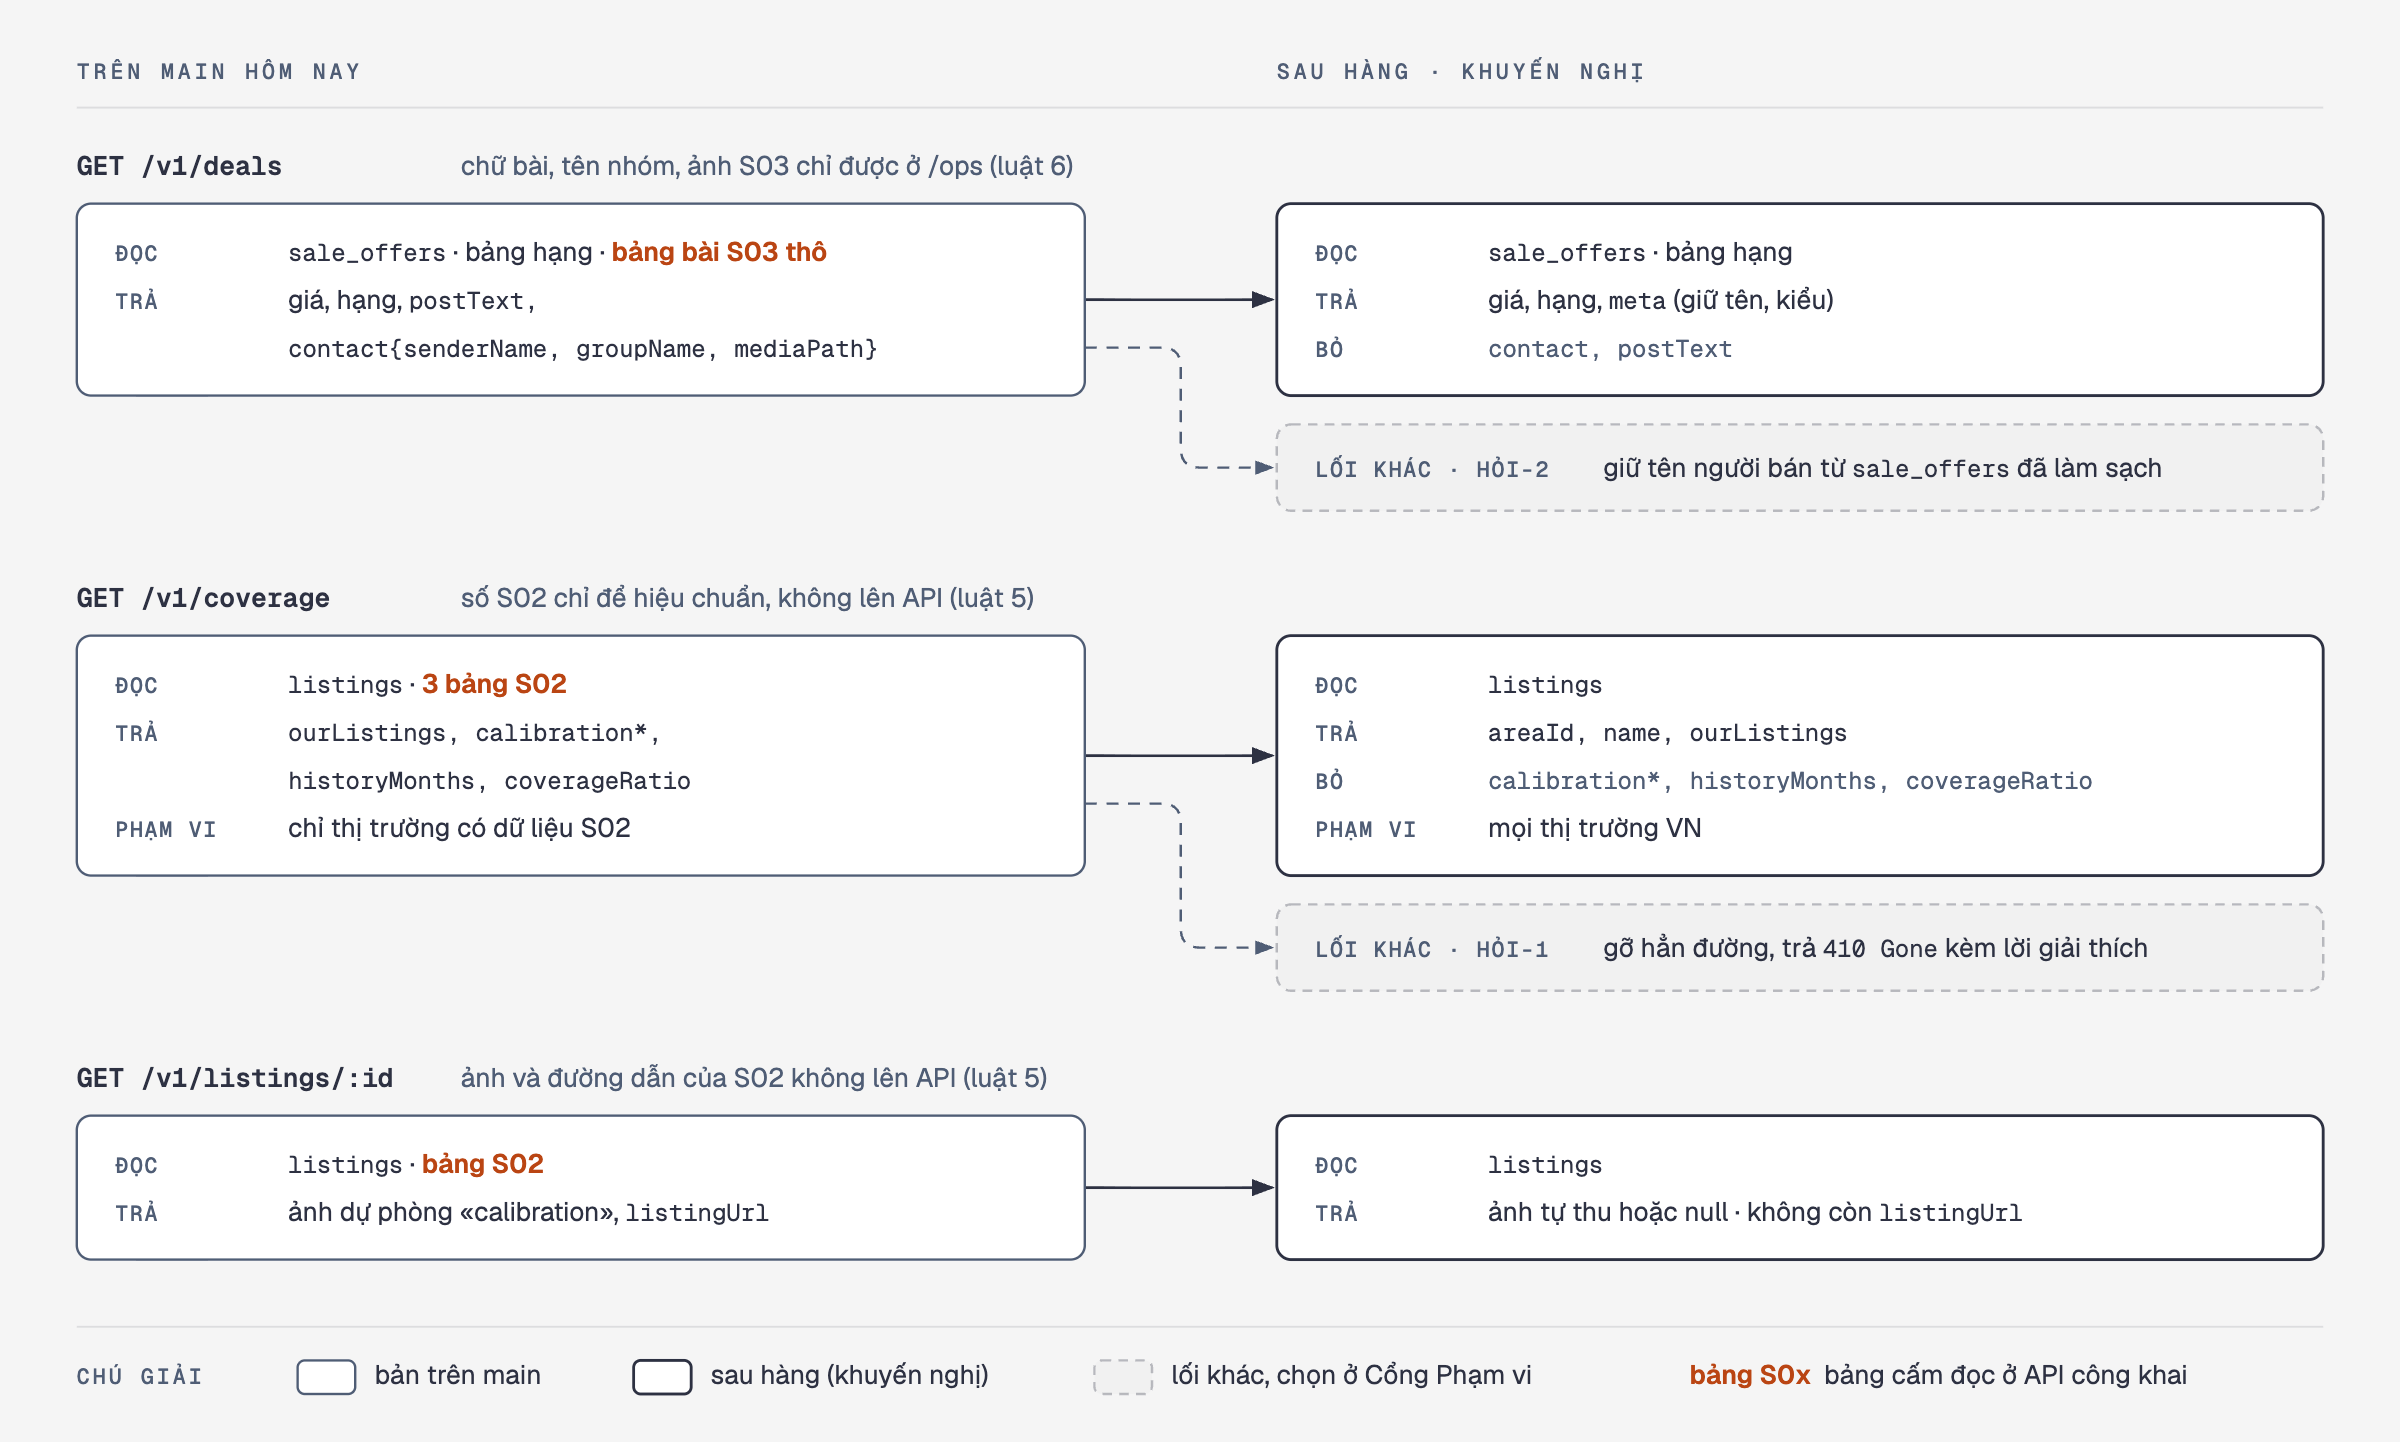 TRÊN MAIN HÔM NAY
SAU HÀNG · KHUYẾN NGHỊ
GET /v1/deals
chữ bài, tên nhóm, ảnh S03 chỉ được ở /ops (luật 6)
ĐỌC sale_offers · bảng hạng · bảng bài S03 thô
TRẢ giá, hạng, postText,
contact{senderName, groupName, mediaPath}
ĐỌC sale_offers · bảng hạng
TRẢ giá, hạng, meta (giữ tên, kiểu)
BỎ contact, postText
LỐI KHÁC · HỎI-2 giữ tên người bán từ sale_offers đã làm sạch
GET /v1/coverage
số S02 chỉ để hiệu chuẩn, không lên API (luật 5)
ĐỌC listings · 3 bảng S02
TRẢ ourListings, calibration*,
historyMonths, coverageRatio
PHẠM VI chỉ thị trường có dữ liệu S02
ĐỌC listings
TRẢ areaId, name, ourListings
BỎ calibration*, historyMonths, coverageRatio
PHẠM VI mọi thị trường VN
LỐI KHÁC · HỎI-1 gỡ hẳn đường, trả 410 Gone kèm lời giải thích
GET /v1/listings/:id
ảnh và đường dẫn của S02 không lên API (luật 5)
ĐỌC listings · bảng S02
TRẢ ảnh dự phòng «calibration», listingUrl
ĐỌC listings
TRẢ ảnh tự thu hoặc null · không còn listingUrl
CHÚ GIẢI
bản trên main
sau hàng (khuyến nghị)
lối khác, chọn ở Cổng Phạm vi
bảng S0x bảng cấm đọc ở API công khai